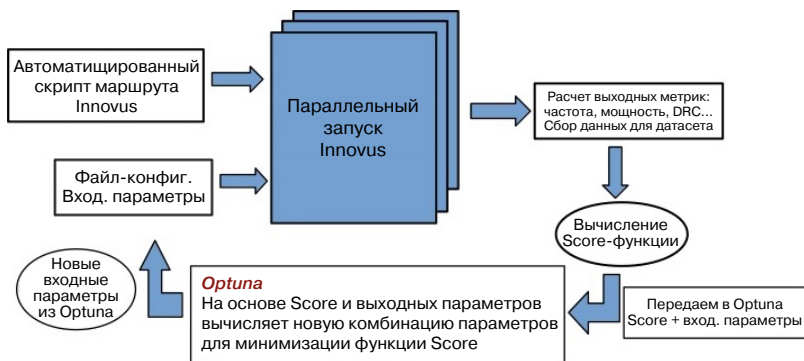 Автоматищированный
скрипт маршрута
Innovus
Параллельный
запуск
Innovus
Расчет выходных метрик:
частота, мощность, DRC...
Сбор данных для датасета
Файл-конфиг.
Вход. параметры
Вычисление
Score-функции
Новые
входные
параметры
из Optuna
Optuna
На основе Score и выходных параметров
вычисляет новую комбинацию параметров
для минимизации функции Score
Передаем в Optuna
Score + вход. параметры